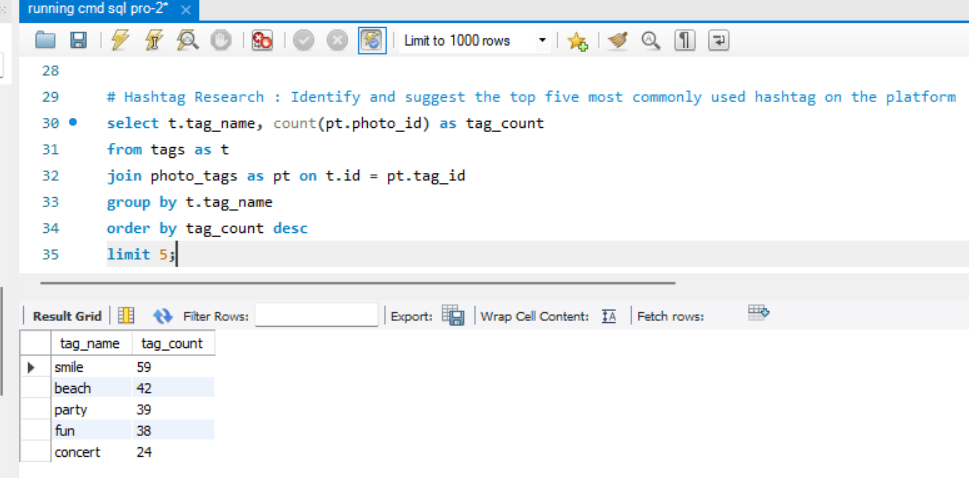 running cmd sql pro-2*
Limit to 1000 rows
28
29 # Hashtag Research : Identify and suggest the top five most commonly used hashtag on the platform
30 select t.tag_name, count(pt.photo_id) as tag_count
31 from tags as t
32 join photo_tags as pt on t.id = pt.tag_id
33 group by t.tag_name
34 order by tag_count desc
35 limit 5;
Result Grid Filter Rows: Export: Wrap Cell Content: Fetch rows:
tag_name tag_count
smile 59
beach 42
party 39
fun 38
concert 24